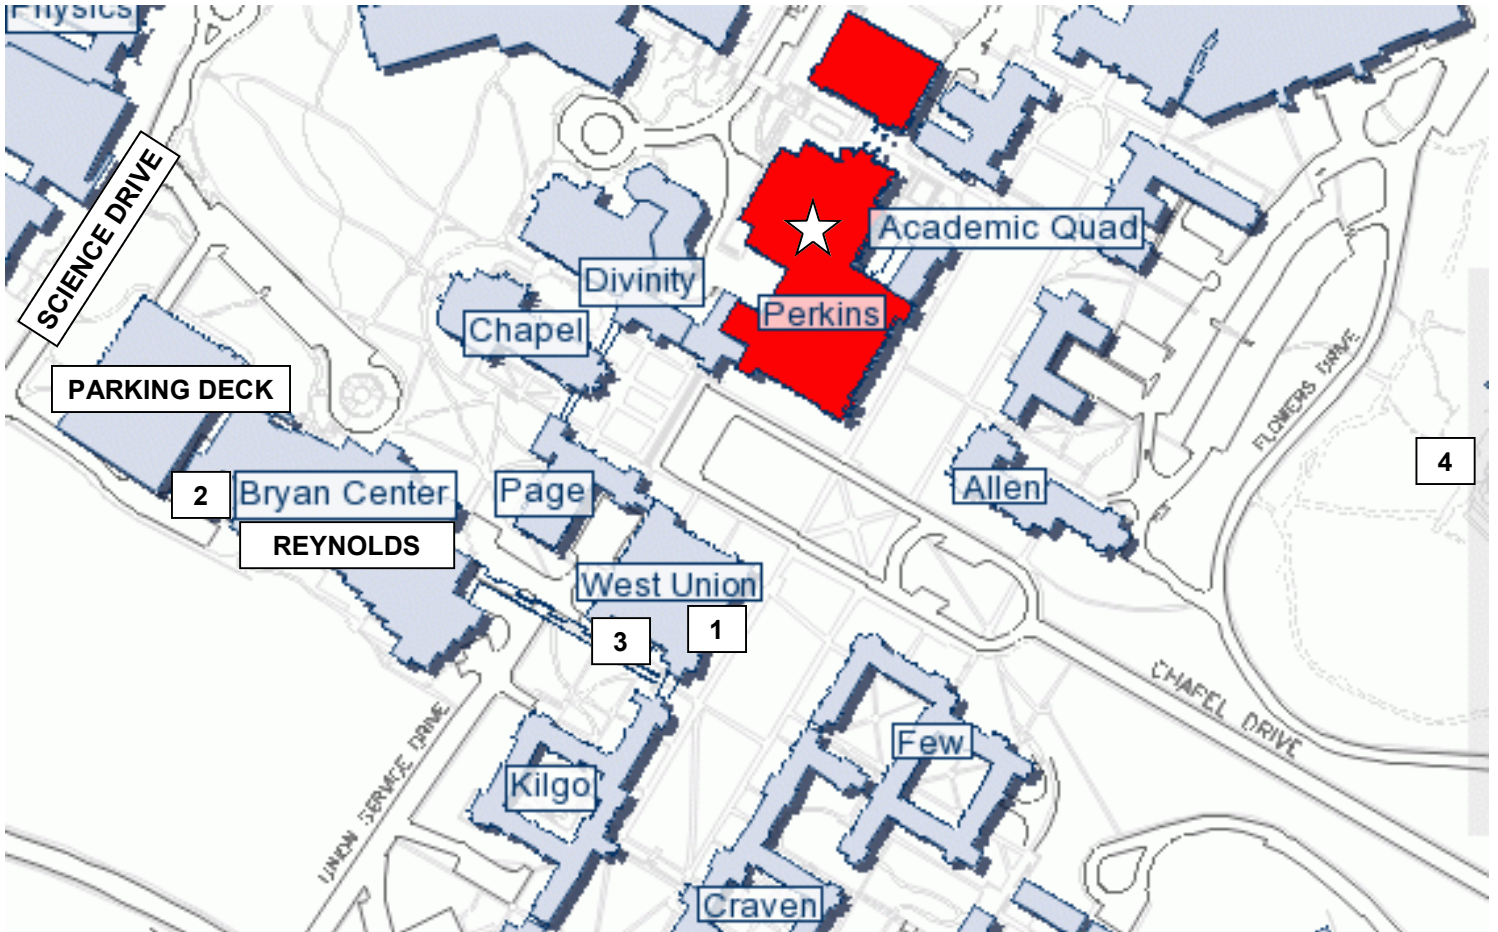 Physics
SCIENCE DRIVE
Academic Quad
Divinity
Perkins
Chapel
PARKING DECK
FLOWERS DRIVE
4
2
Bryan Center
Page
Allen
REYNOLDS
West Union
1
3
CHAPEL DRIVE
UNION SERVICE DRIVE
Few
Kilgo
Craven